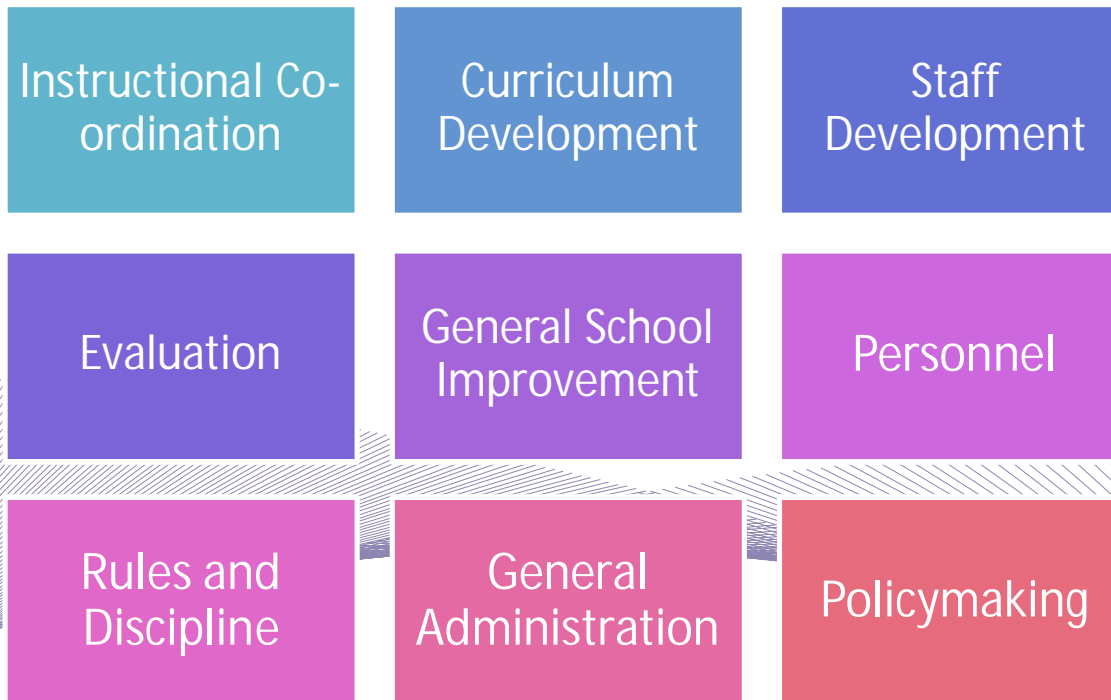 Instructional Co-
ordination
Curriculum
Development
Staff
Development
Evaluation
General School
Improvement
Personnel
Rules and
Discipline
General
Administration
Policymaking